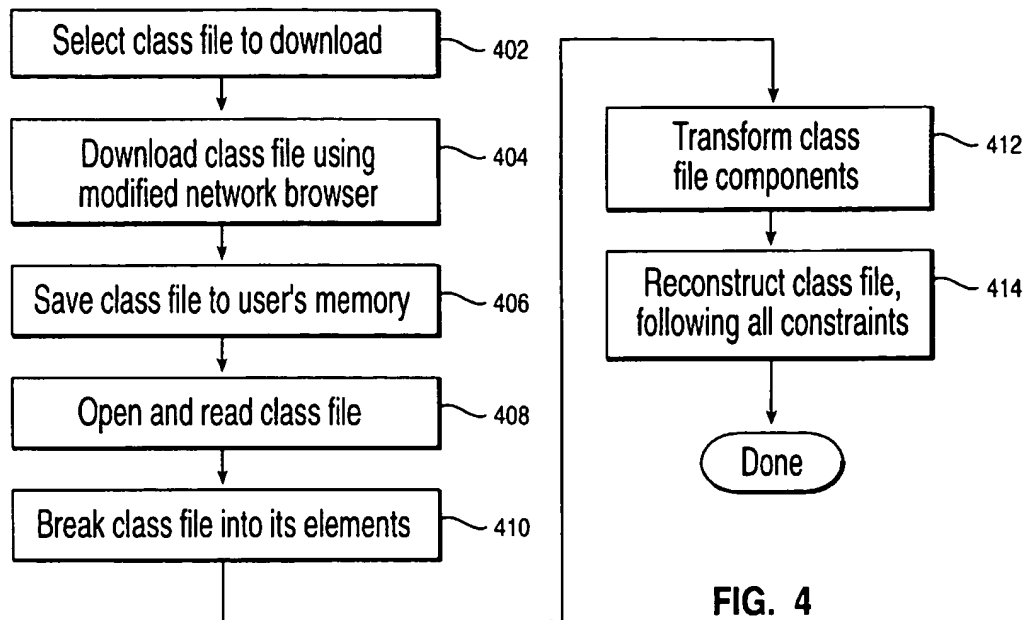 Select class file to download
402
Download class file using
modified network browser
404
Save class file to user's memory
406
Open and read class file
408
Break class file into its elements
410
Transform class
file components
412
Reconstruct class file,
following all constraints
414
Done
FIG. 4